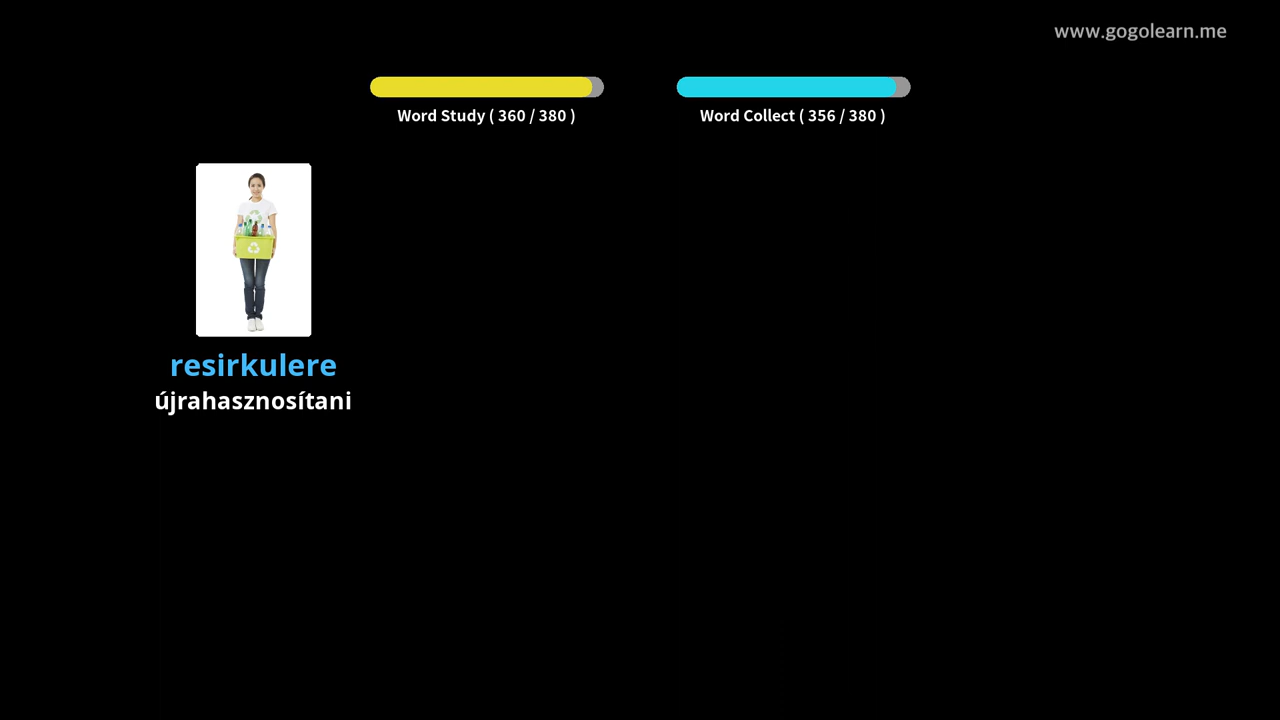 www.gogolearn.me
Word Study ( 360 / 380 )
Word Collect ( 356 / 380 )
resirkulere
újrahasznosítani